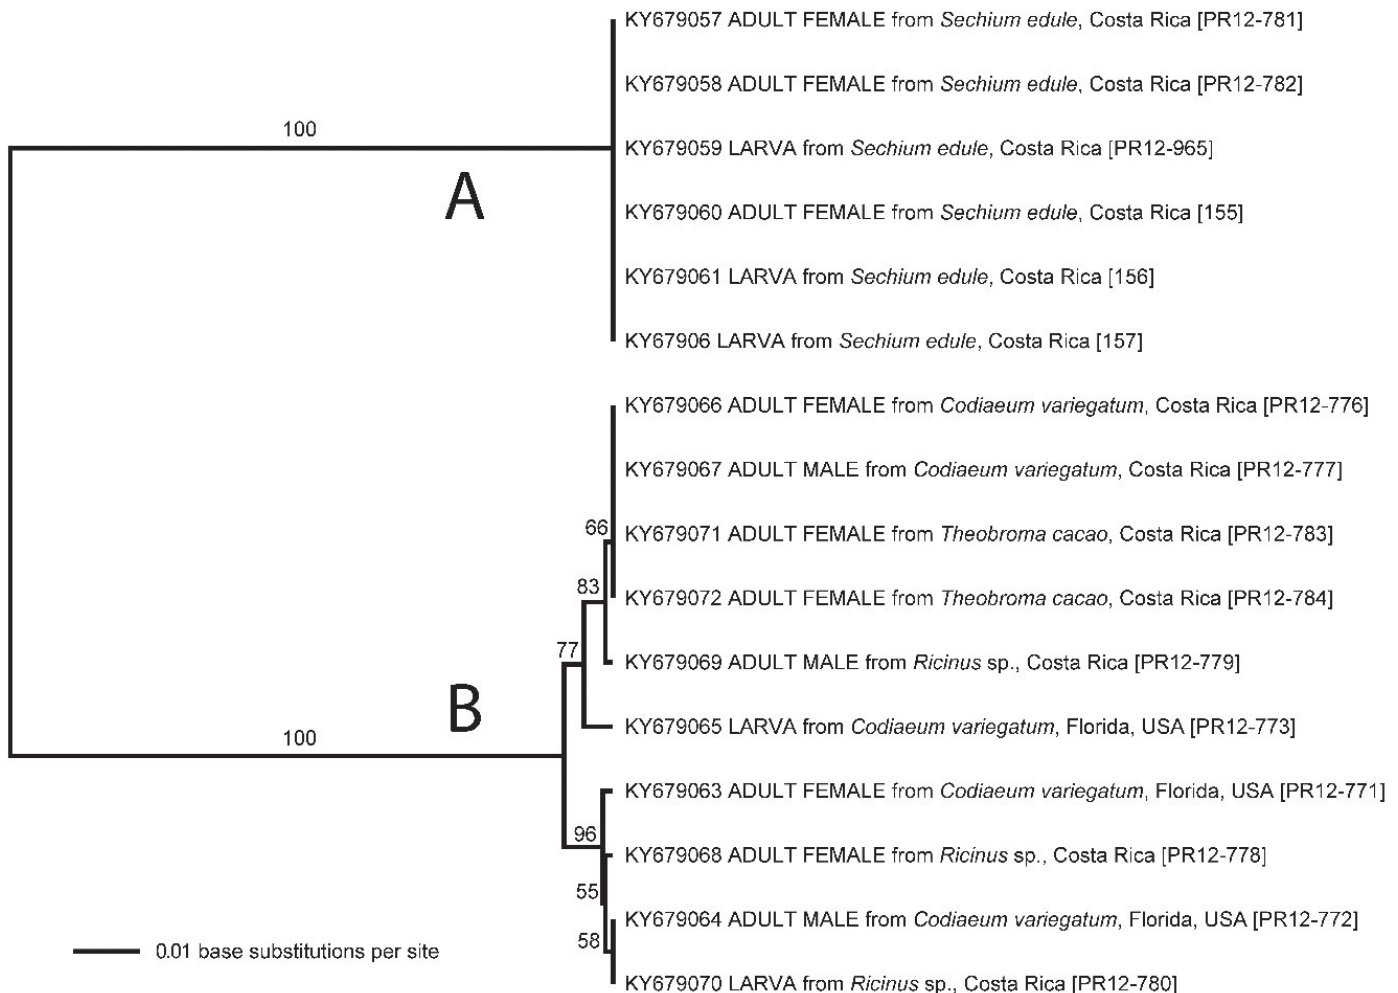 KY679057 ADULT FEMALE from Sechium edule, Costa Rica [PR12-781]
KY679058 ADULT FEMALE from Sechium edule, Costa Rica [PR12-782]
100
KY679059 LARVA from Sechium edule, Costa Rica [PR12-965]
A
KY679060 ADULT FEMALE from Sechium edule, Costa Rica [155]
KY679061 LARVA from Sechium edule, Costa Rica [156]
KY67906 LARVA from Sechium edule, Costa Rica [157]
KY679066 ADULT FEMALE from Codiaeum variegatum, Costa Rica [PR12-776]
KY679067 ADULT MALE from Codiaeum variegatum, Costa Rica [PR12-777]
66
KY679071 ADULT FEMALE from Theobroma cacao, Costa Rica [PR12-783]
83
KY679072 ADULT FEMALE from Theobroma cacao, Costa Rica [PR12-784]
77
KY679069 ADULT MALE from Ricinus sp., Costa Rica [PR12-779]
B
KY679065 LARVA from Codiaeum variegatum, Florida, USA [PR12-773]
100
KY679063 ADULT FEMALE from Codiaeum variegatum, Florida, USA [PR12-771]
96
KY679068 ADULT FEMALE from Ricinus sp., Costa Rica [PR12-778]
55
KY679064 ADULT MALE from Codiaeum variegatum, Florida, USA [PR12-772]
58
0.01 base substitutions per site
KY679070 LARVA from Ricinus sp., Costa Rica [PR12-780]